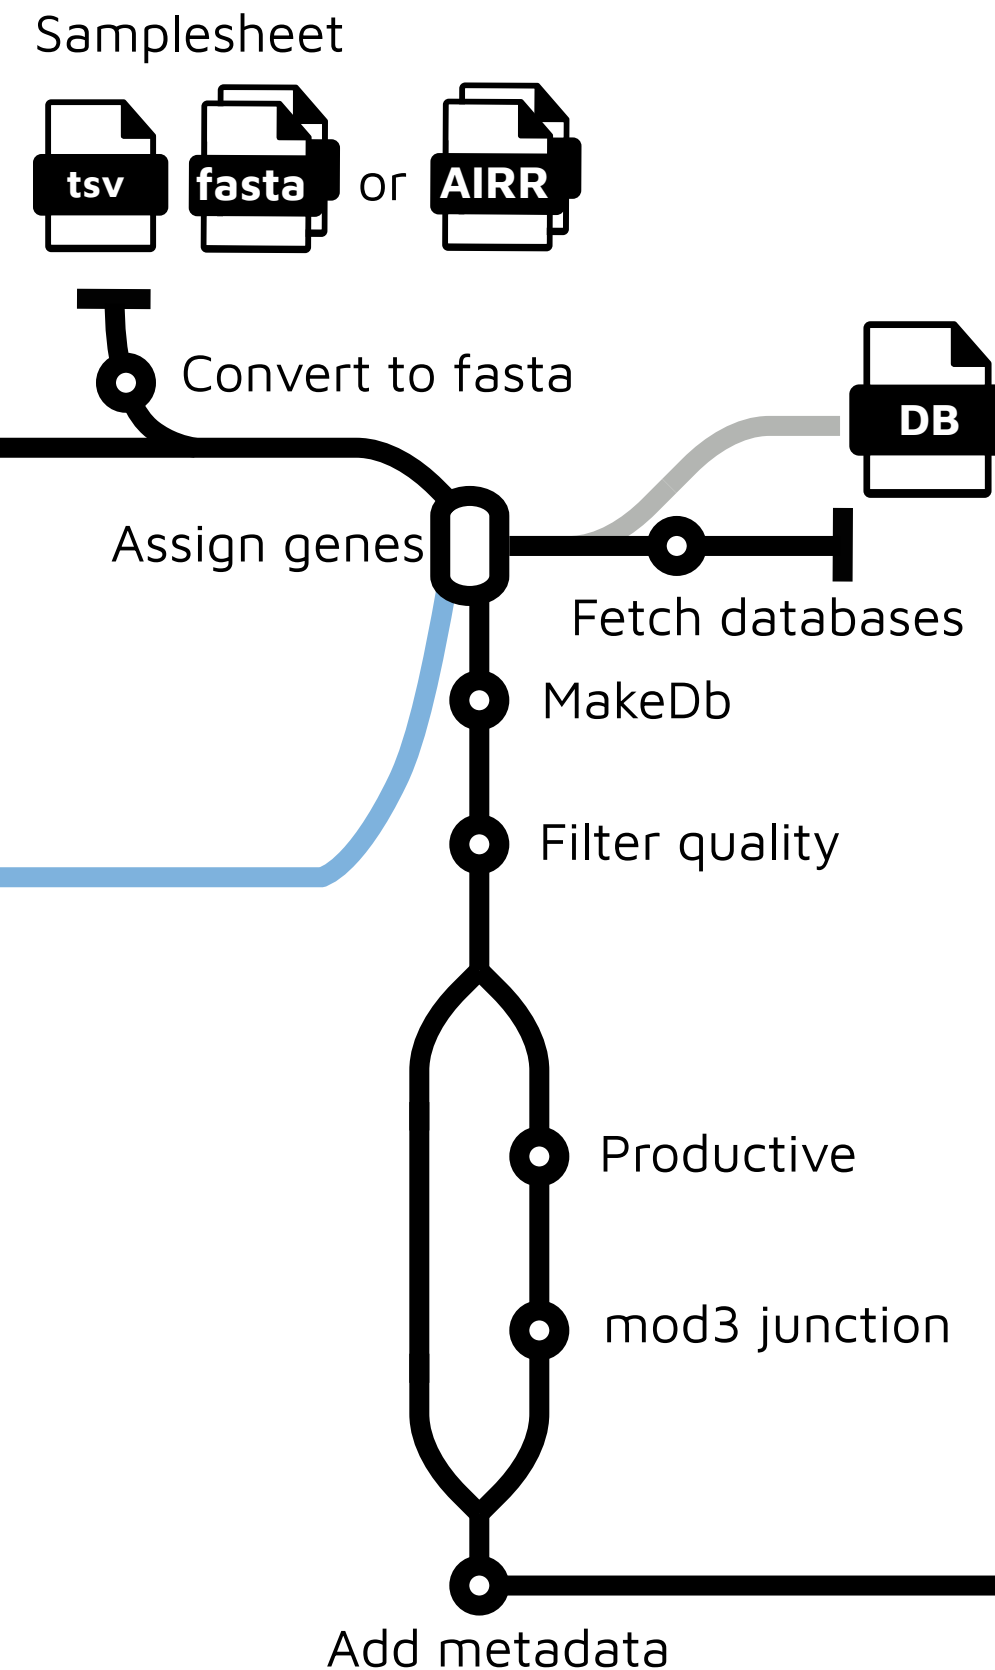 Samplesheet
tsv fasta or AIRR
Convert to fasta
DB
Assign genes
Fetch databases
MakeDb
Filter quality
Productive
mod3 junction
Add metadata